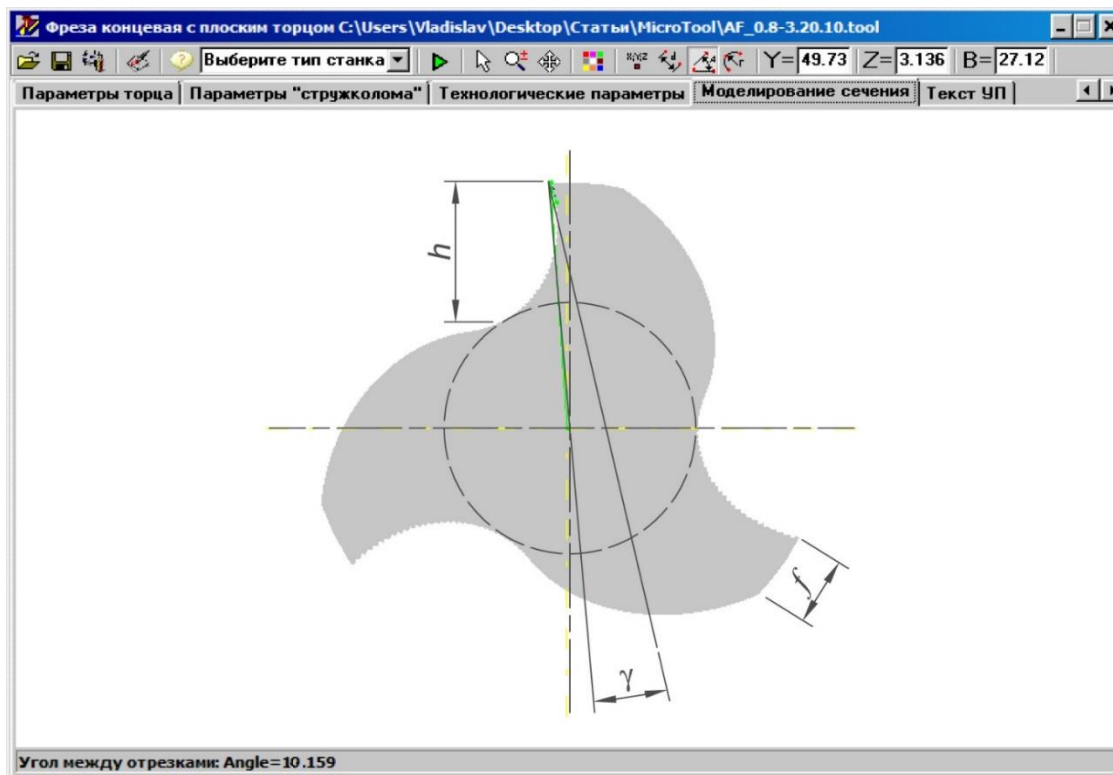 Фреза концевая с плоским торцом C:\Users\Vladislav\Desktop\Статьи\MicroTool\AF_0.8-3.20.10.tool
Выберите тип станка Y= 49.73 Z= 3.136 B= 27.12
Параметры торца Параметры "стружколома" Технологические параметры Моделирование сечения Текст УП
h
f
γ
Угол между отрезками: Angle=10.159